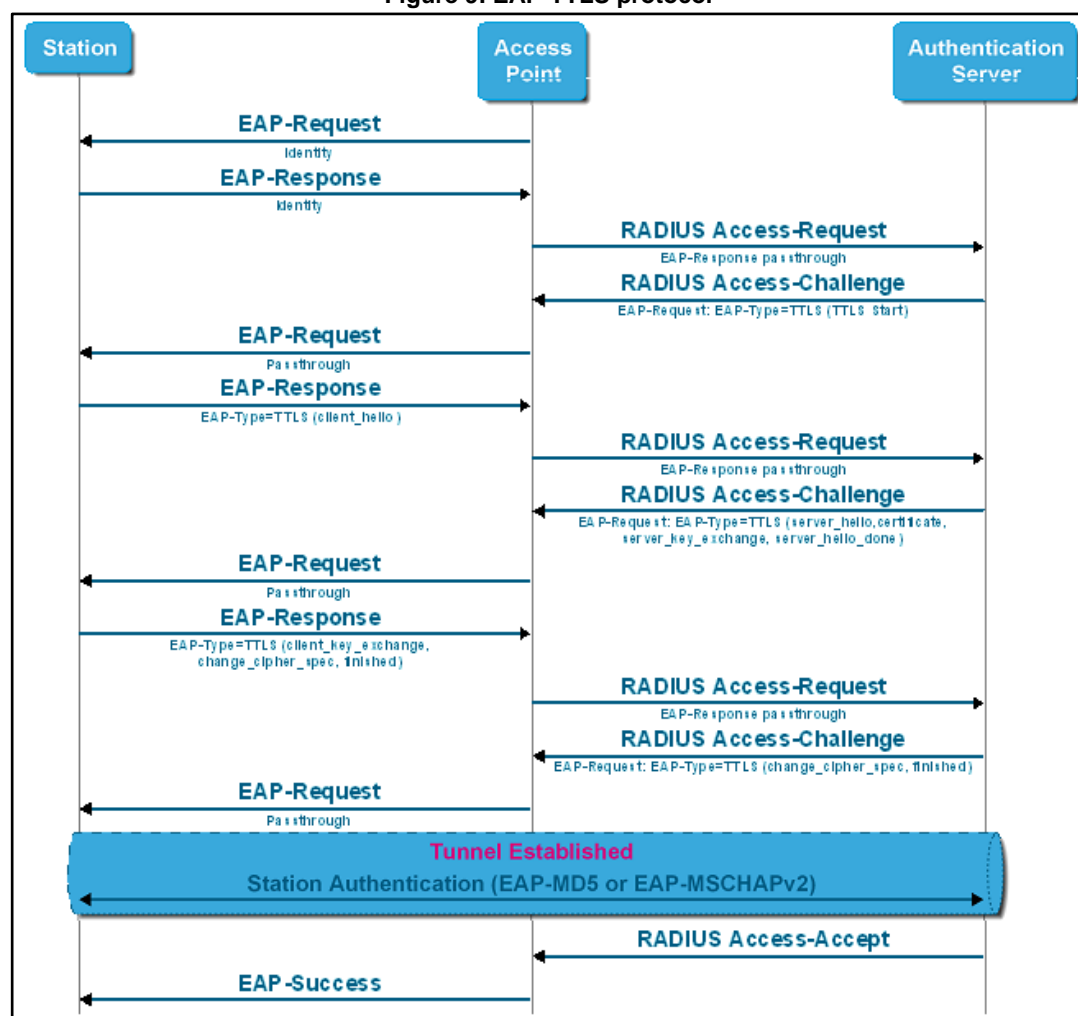 Station
Access
Point
Authentication
Server
EAP-Request
Identity
EAP-Response
Identity
RADIUS Access-Request
EAP-Response passthrough
RADIUS Access-Challenge
EAP-Request: EAP-Type=TTLS (TTLS Start)
EAP-Request
Passthrough
EAP-Response
EAP-Type=TTLS (client_hello )
RADIUS Access-Request
EAP-Response passthrough
RADIUS Access-Challenge
EAP-Request: EAP-Type=TTLS (server_hello,certificate,
server_key_exchange, server_hello_done )
EAP-Request
Passthrough
EAP-Response
EAP-Type=TTLS (client_key_exchange,
change_cipher_spec, finished)
RADIUS Access-Request
EAP-Response passthrough
RADIUS Access-Challenge
EAP-Request: EAP-Type=TTLS (change_cipher_spec, finished)
EAP-Request
Passthrough
Tunnel Established
Station Authentication (EAP-MD5 or EAP-MSCHAPv2)
RADIUS Access-Accept
EAP-Success